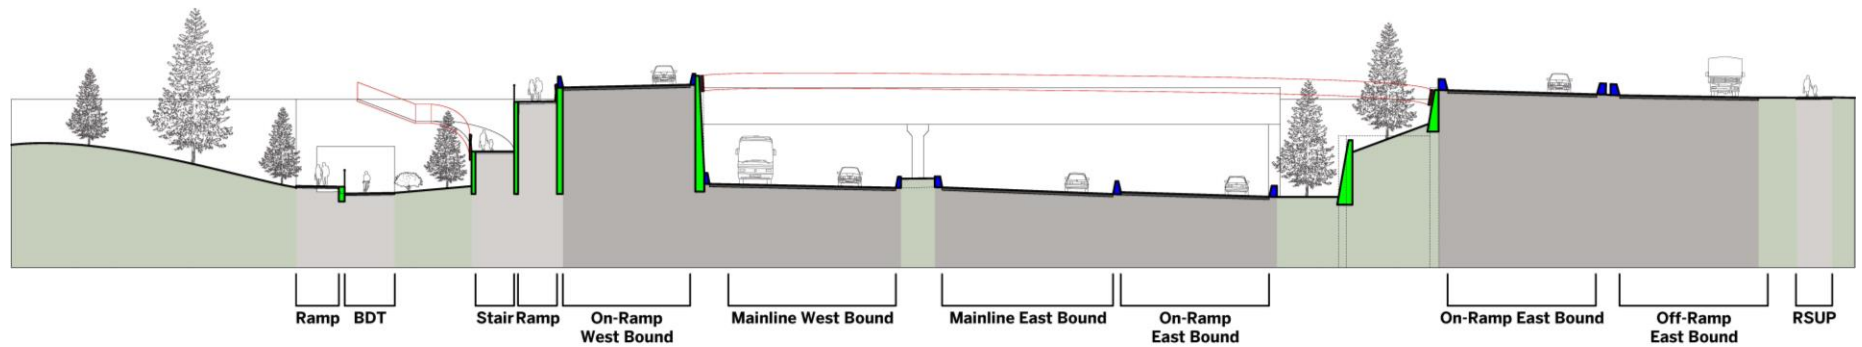 Ramp
BDT
Stair
Ramp
On-Ramp
West Bound
Mainline West Bound
Mainline East Bound
On-Ramp
East Bound
On-Ramp East Bound
Off-Ramp
East Bound
RSUP